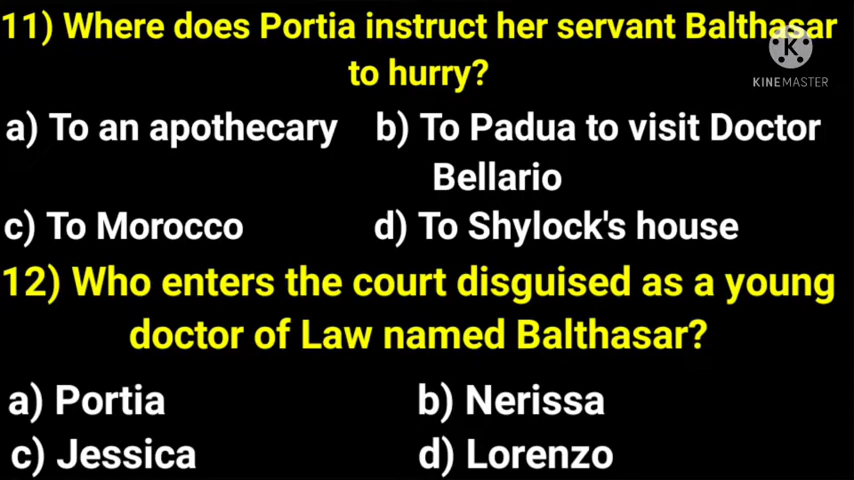 11) Where does Portia instruct her servant Balthasar
to hurry?
K
KINEMASTER
a) To an apothecary b) To Padua to visit Doctor
Bellario
c) To Morocco d) To Shylock's house
12) Who enters the court disguised as a young
doctor of Law named Balthasar?
a) Portia b) Nerissa
c) Jessica d) Lorenzo